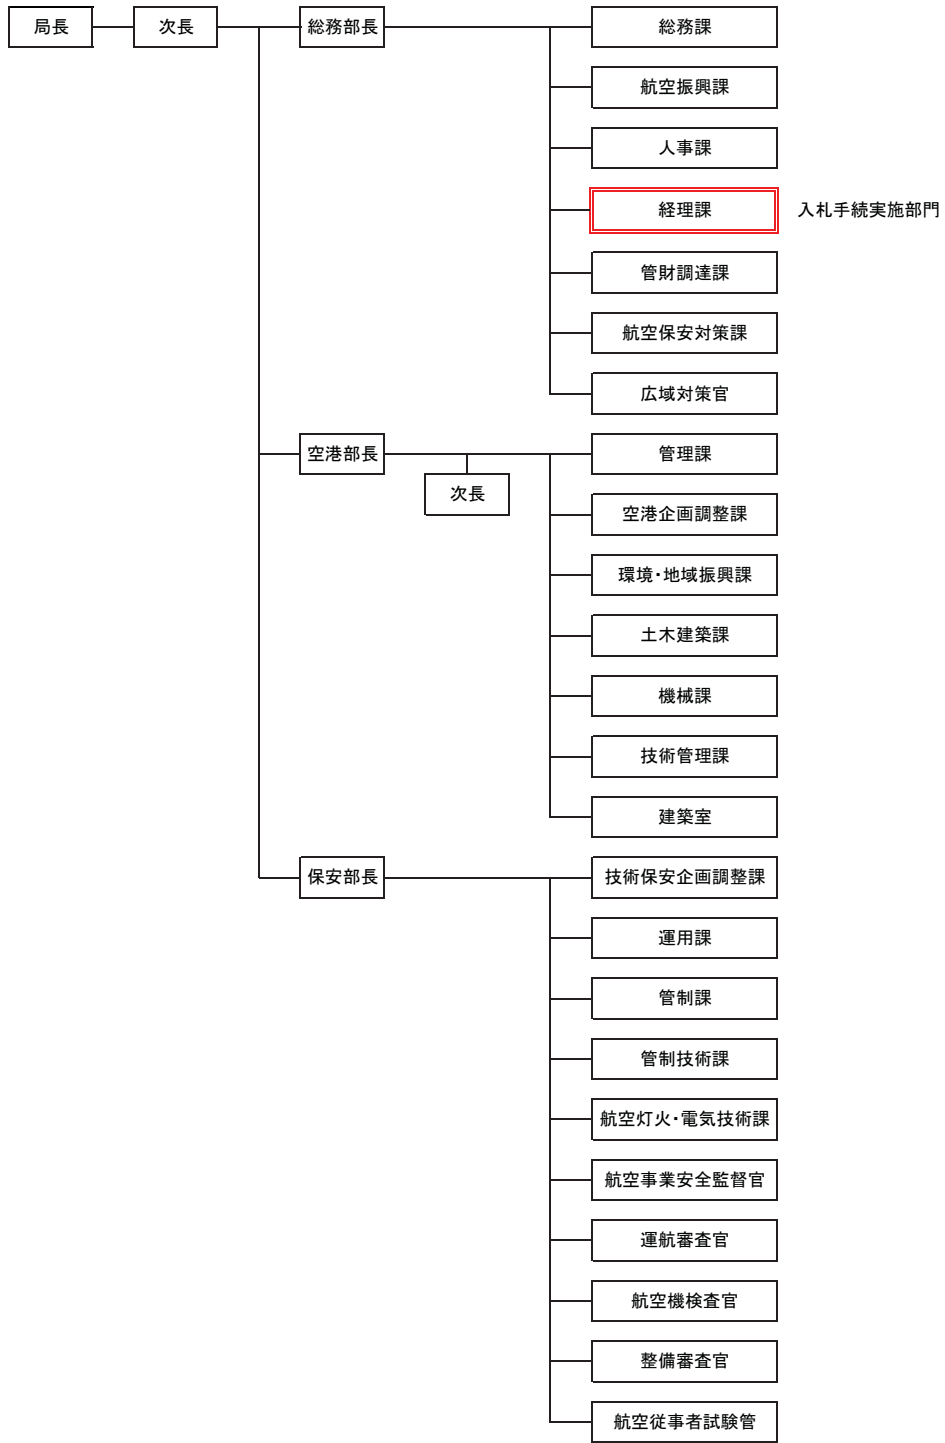 局長
次長
総務部長
総務課
航空振興課
人事課
経理課
入札手続実施部門
管財調達課
航空保安対策課
広域対策官
空港部長
管理課
次長
空港企画調整課
環境・地域振興課
土木建築課
機械課
技術管理課
建築室
保安部長
技術保安企画調整課
運用課
管制課
管制技術課
航空灯火・電気技術課
航空事業安全監督官
運航審査官
航空機検査官
整備審査官
航空従事者試験管